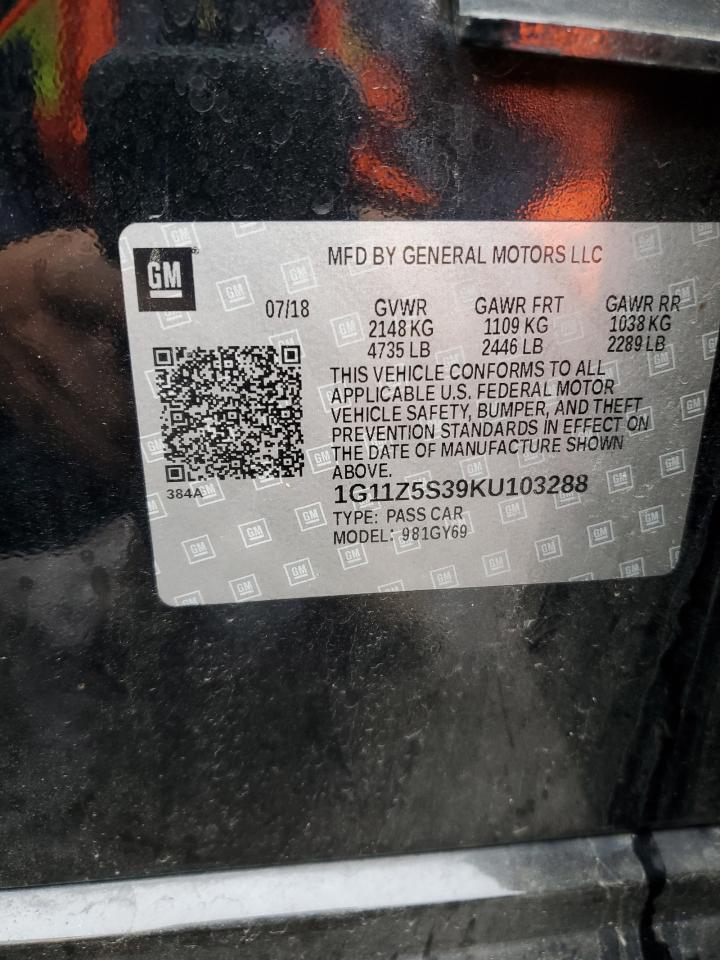 GM
MFD BY GENERAL MOTORS LLC
07/18 GVWR GAWR FRT GAWR RR
2148 KG 1109 KG 1038 KG
4735 LB 2446 LB 2289 LB
THIS VEHICLE CONFORMS TO ALL
APPLICABLE U.S. FEDERAL MOTOR
VEHICLE SAFETY, BUMPER, AND THEFT
PREVENTION STANDARDS IN EFFECT ON
THE DATE OF MANUFACTURE SHOWN
ABOVE.
384A
1G11Z5S39KU103288
TYPE: PASS CAR
MODEL: 981GY69